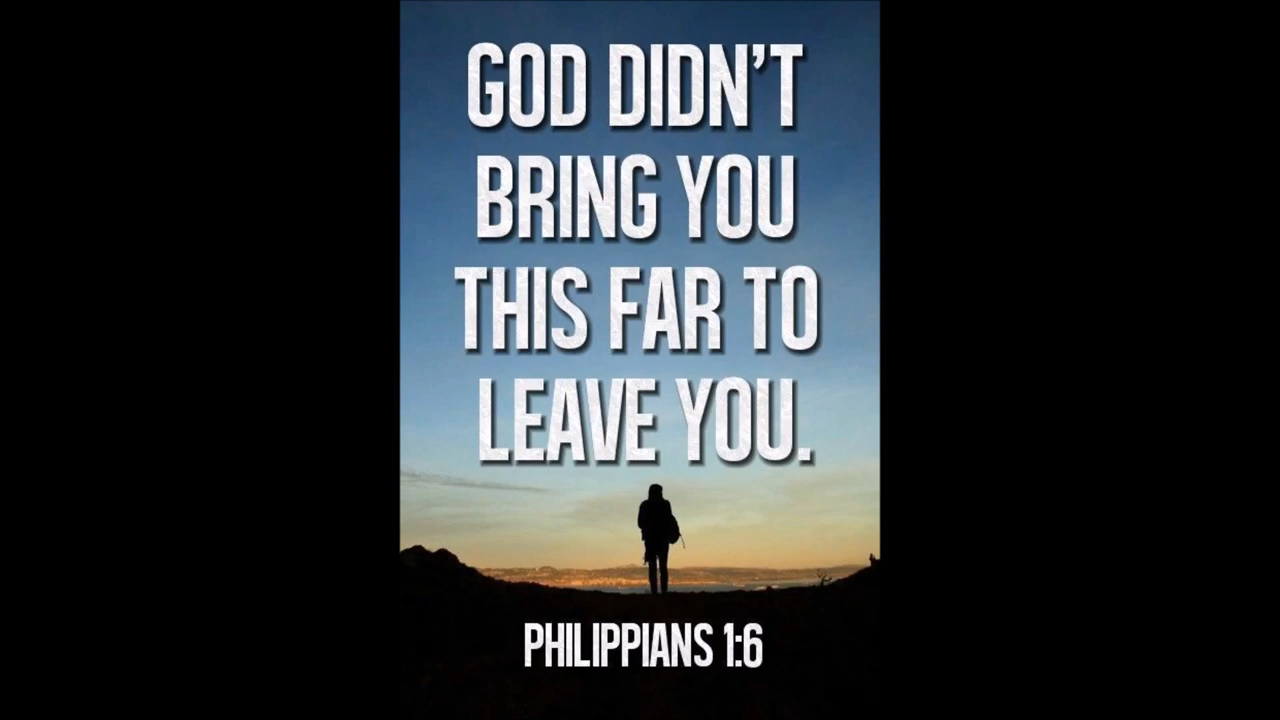 GOD DIDN'T
BRING YOU
THIS FAR TO
LEAVE YOU.
PHILIPPIANS 1:6